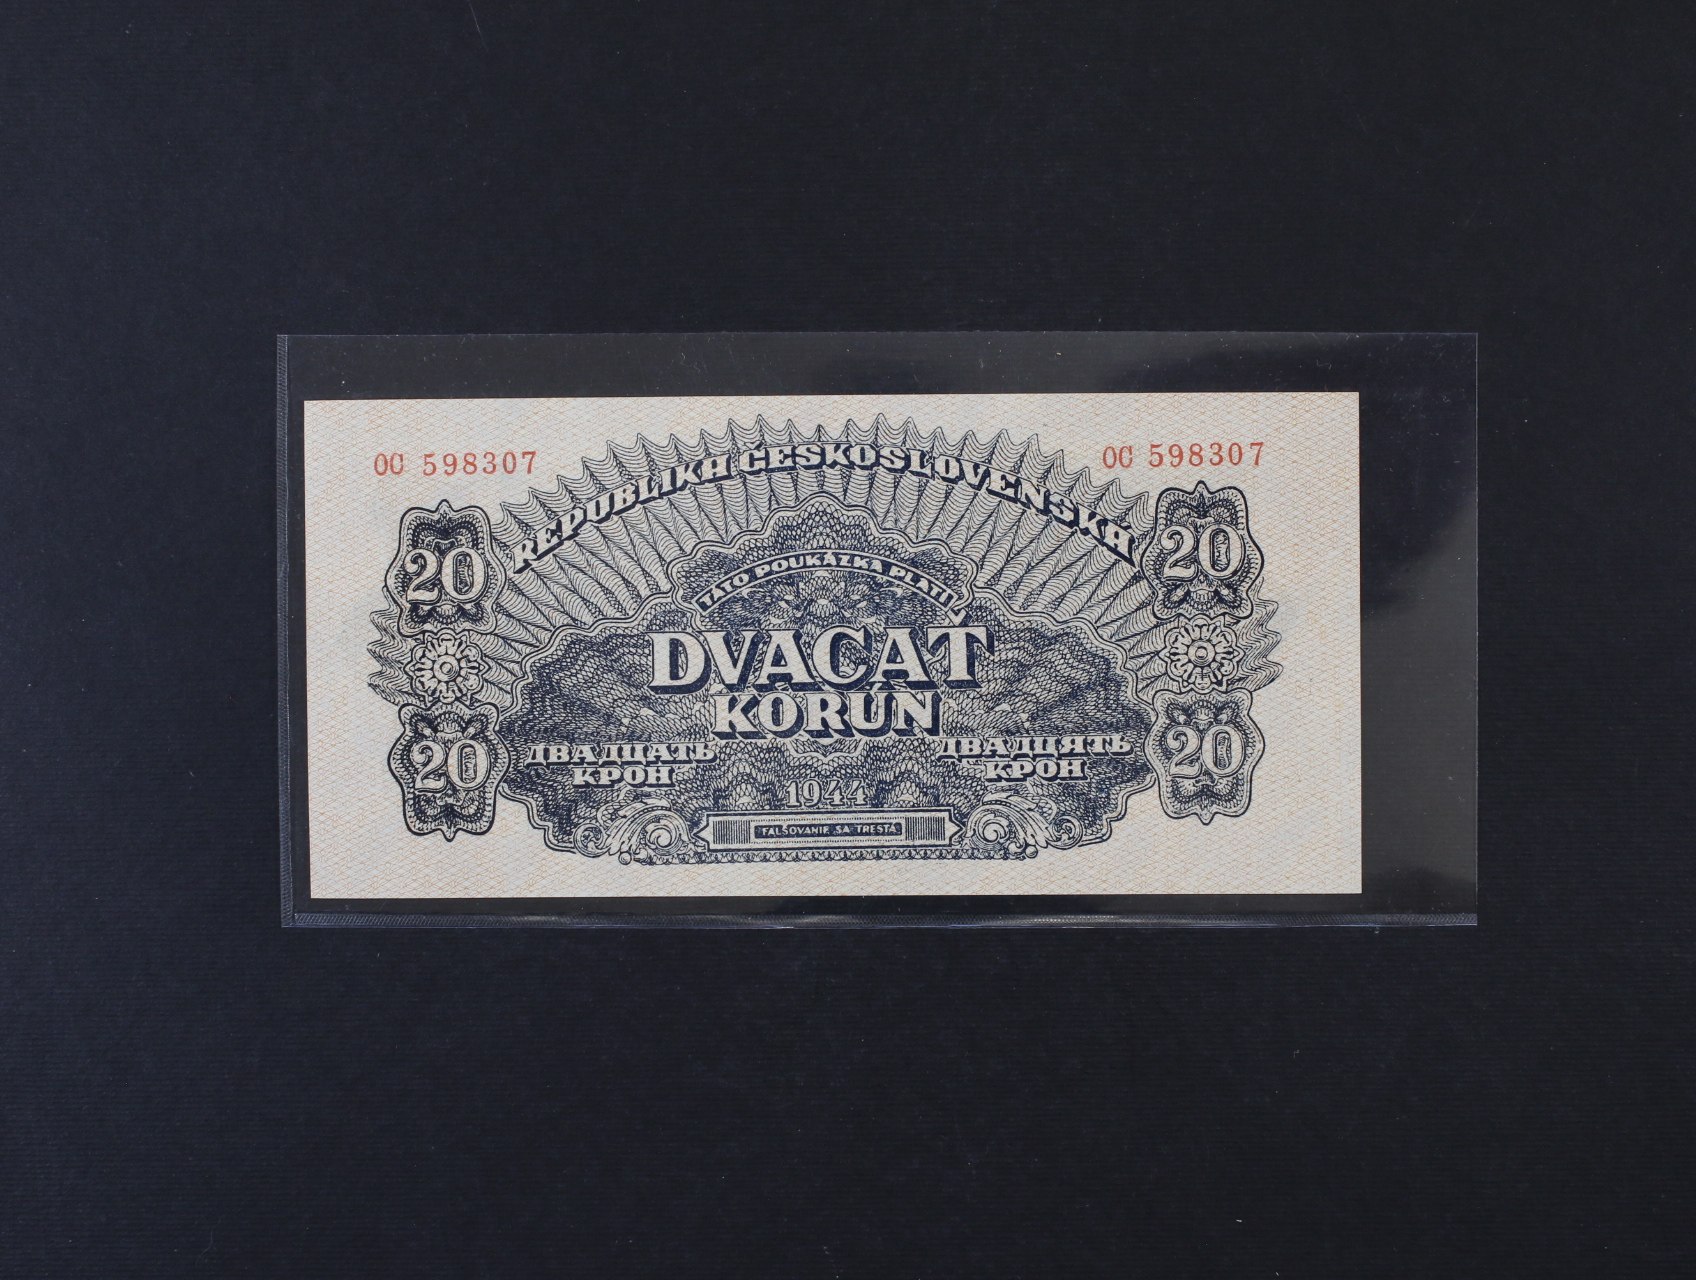 OC 598307
OC 598307
REPUBLIKA ČESKOSLOVENSKÁ
20
20
TÁTO POUKÁZKA PLATÍ
DVACAŤ
KORÚN
20
20
ДВАДЦАТЬ
КРОН
ДВАДЦЯТЬ
КРОН
1944
FALŠOVANIE SA TRESTÁ